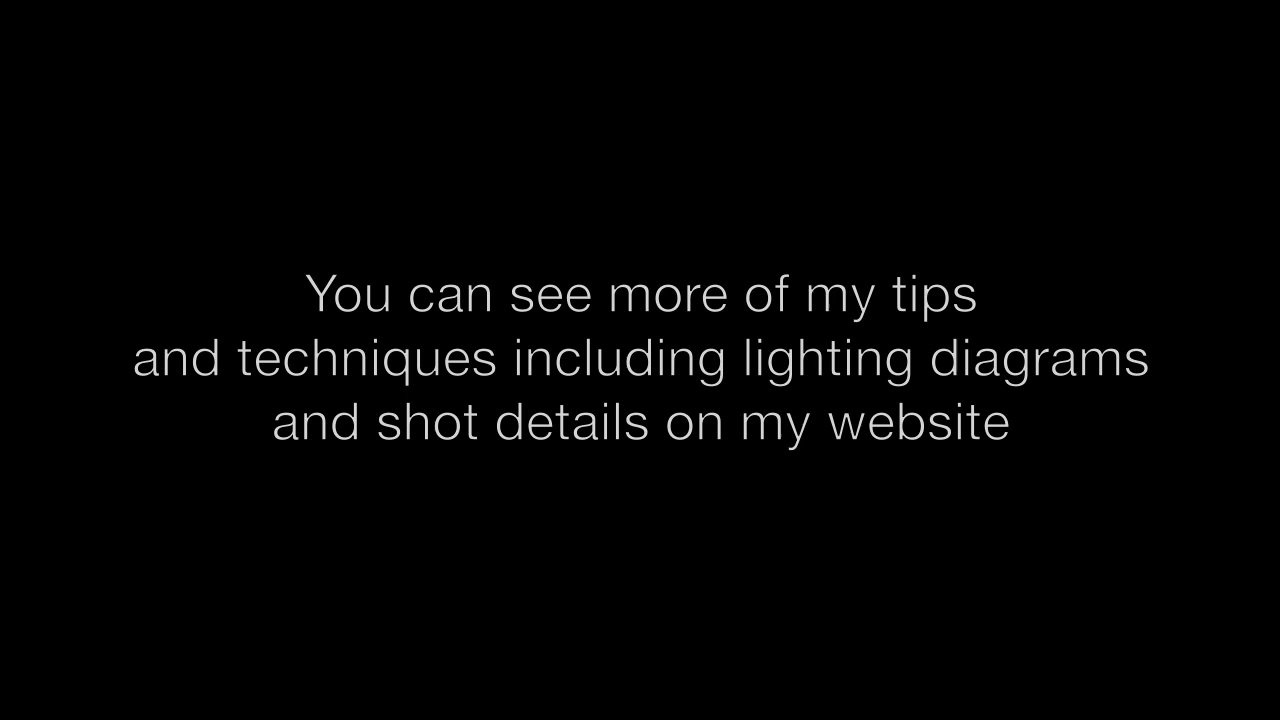 You can see more of my tips
and techniques including lighting diagrams
and shot details on my website